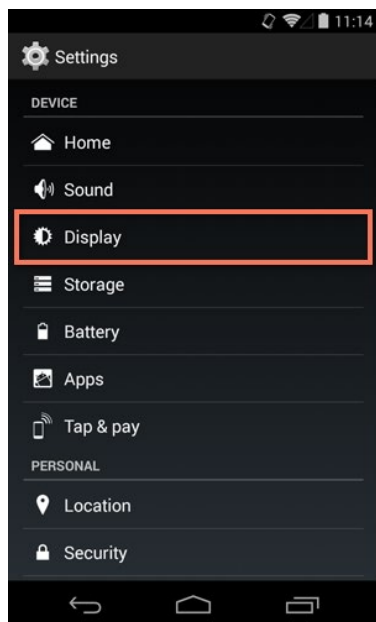 11:14
Settings
DEVICE
Home
Sound
Display
Storage
Battery
Apps
Tap & pay
PERSONAL
Location
Security